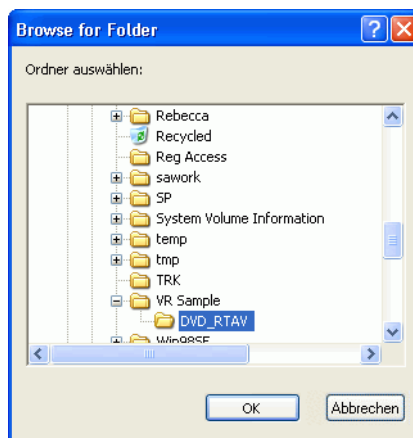 Browse for Folder
Ordner auswählen:
Rebecca
Recycled
Reg Access
sawork
SP
System Volume Information
temp
tmp
TRK
VR Sample
DVD_RTAV
Win98SE
OK
Abbrechen